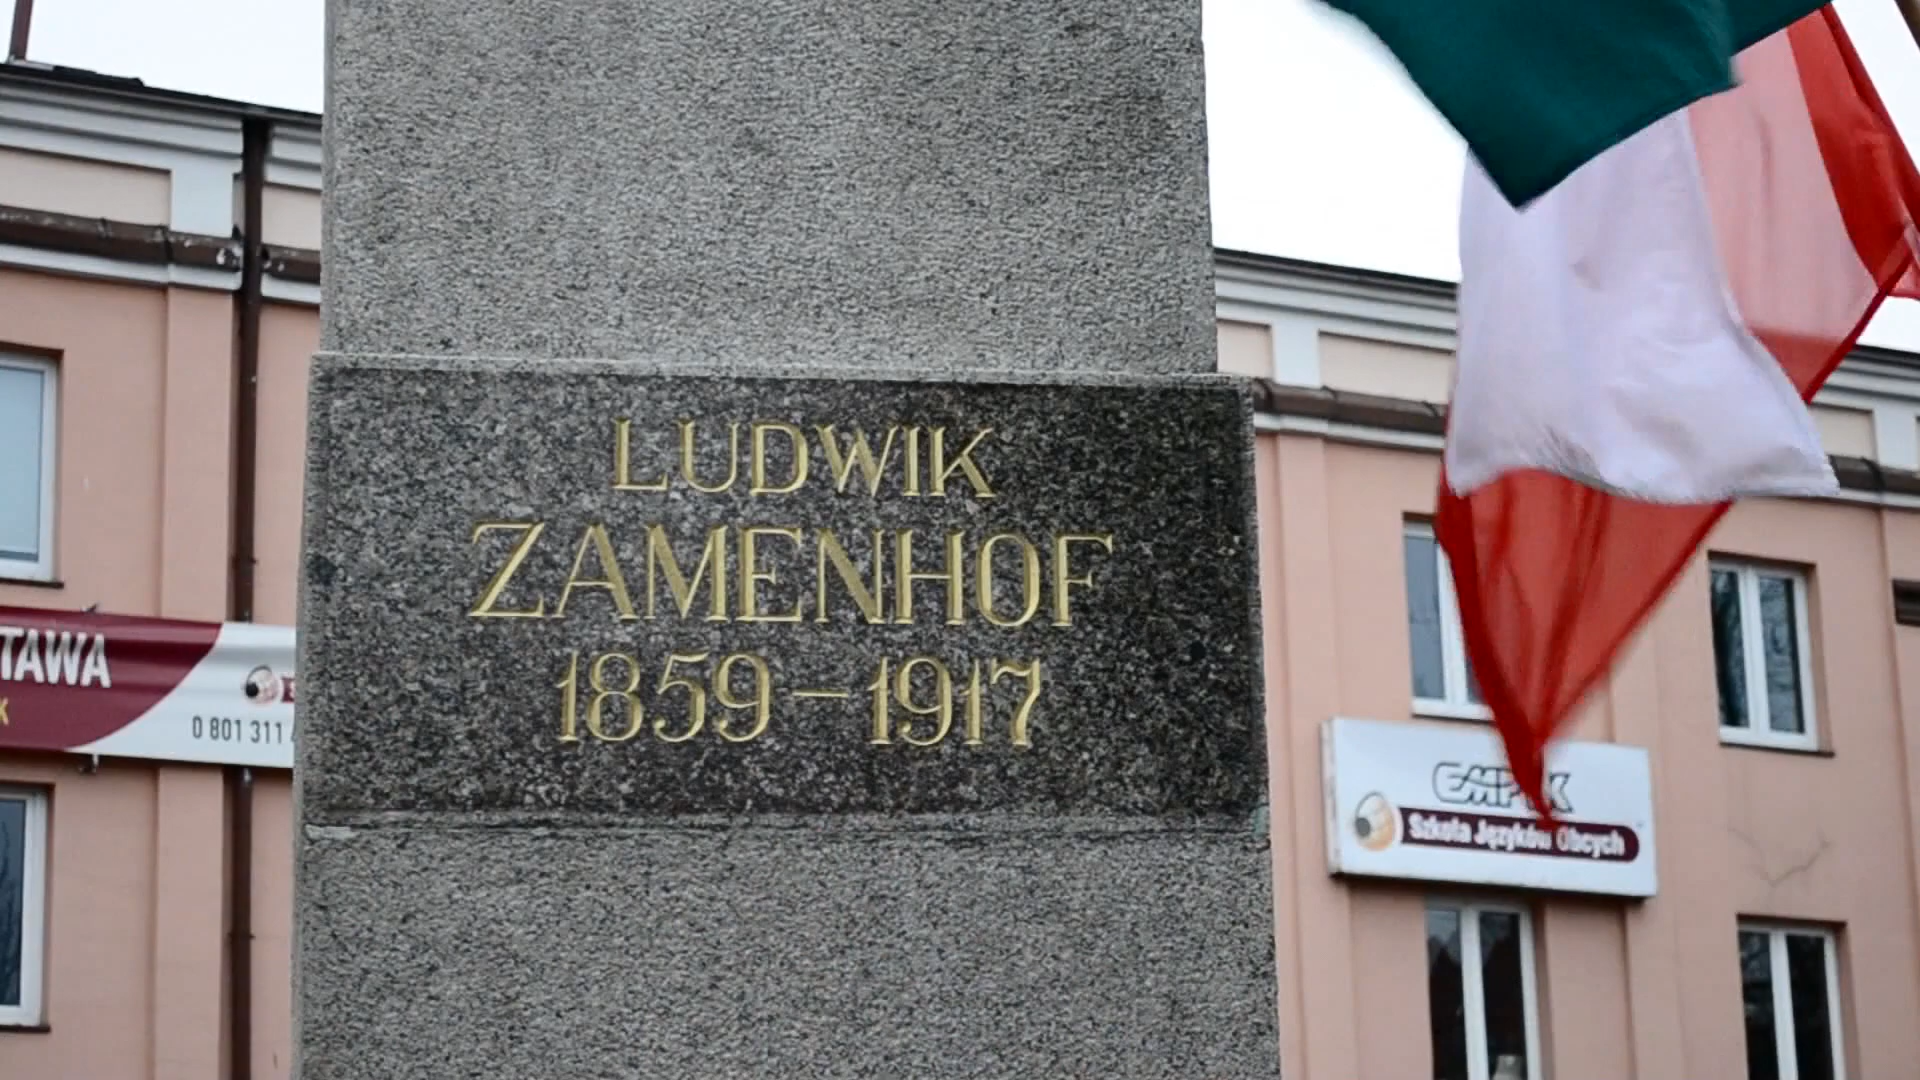 LUDWIK
ZAMENHOF
1859 – 1917
TAWA
0 801 311
EMPIK
Szkoła Języków Obcych